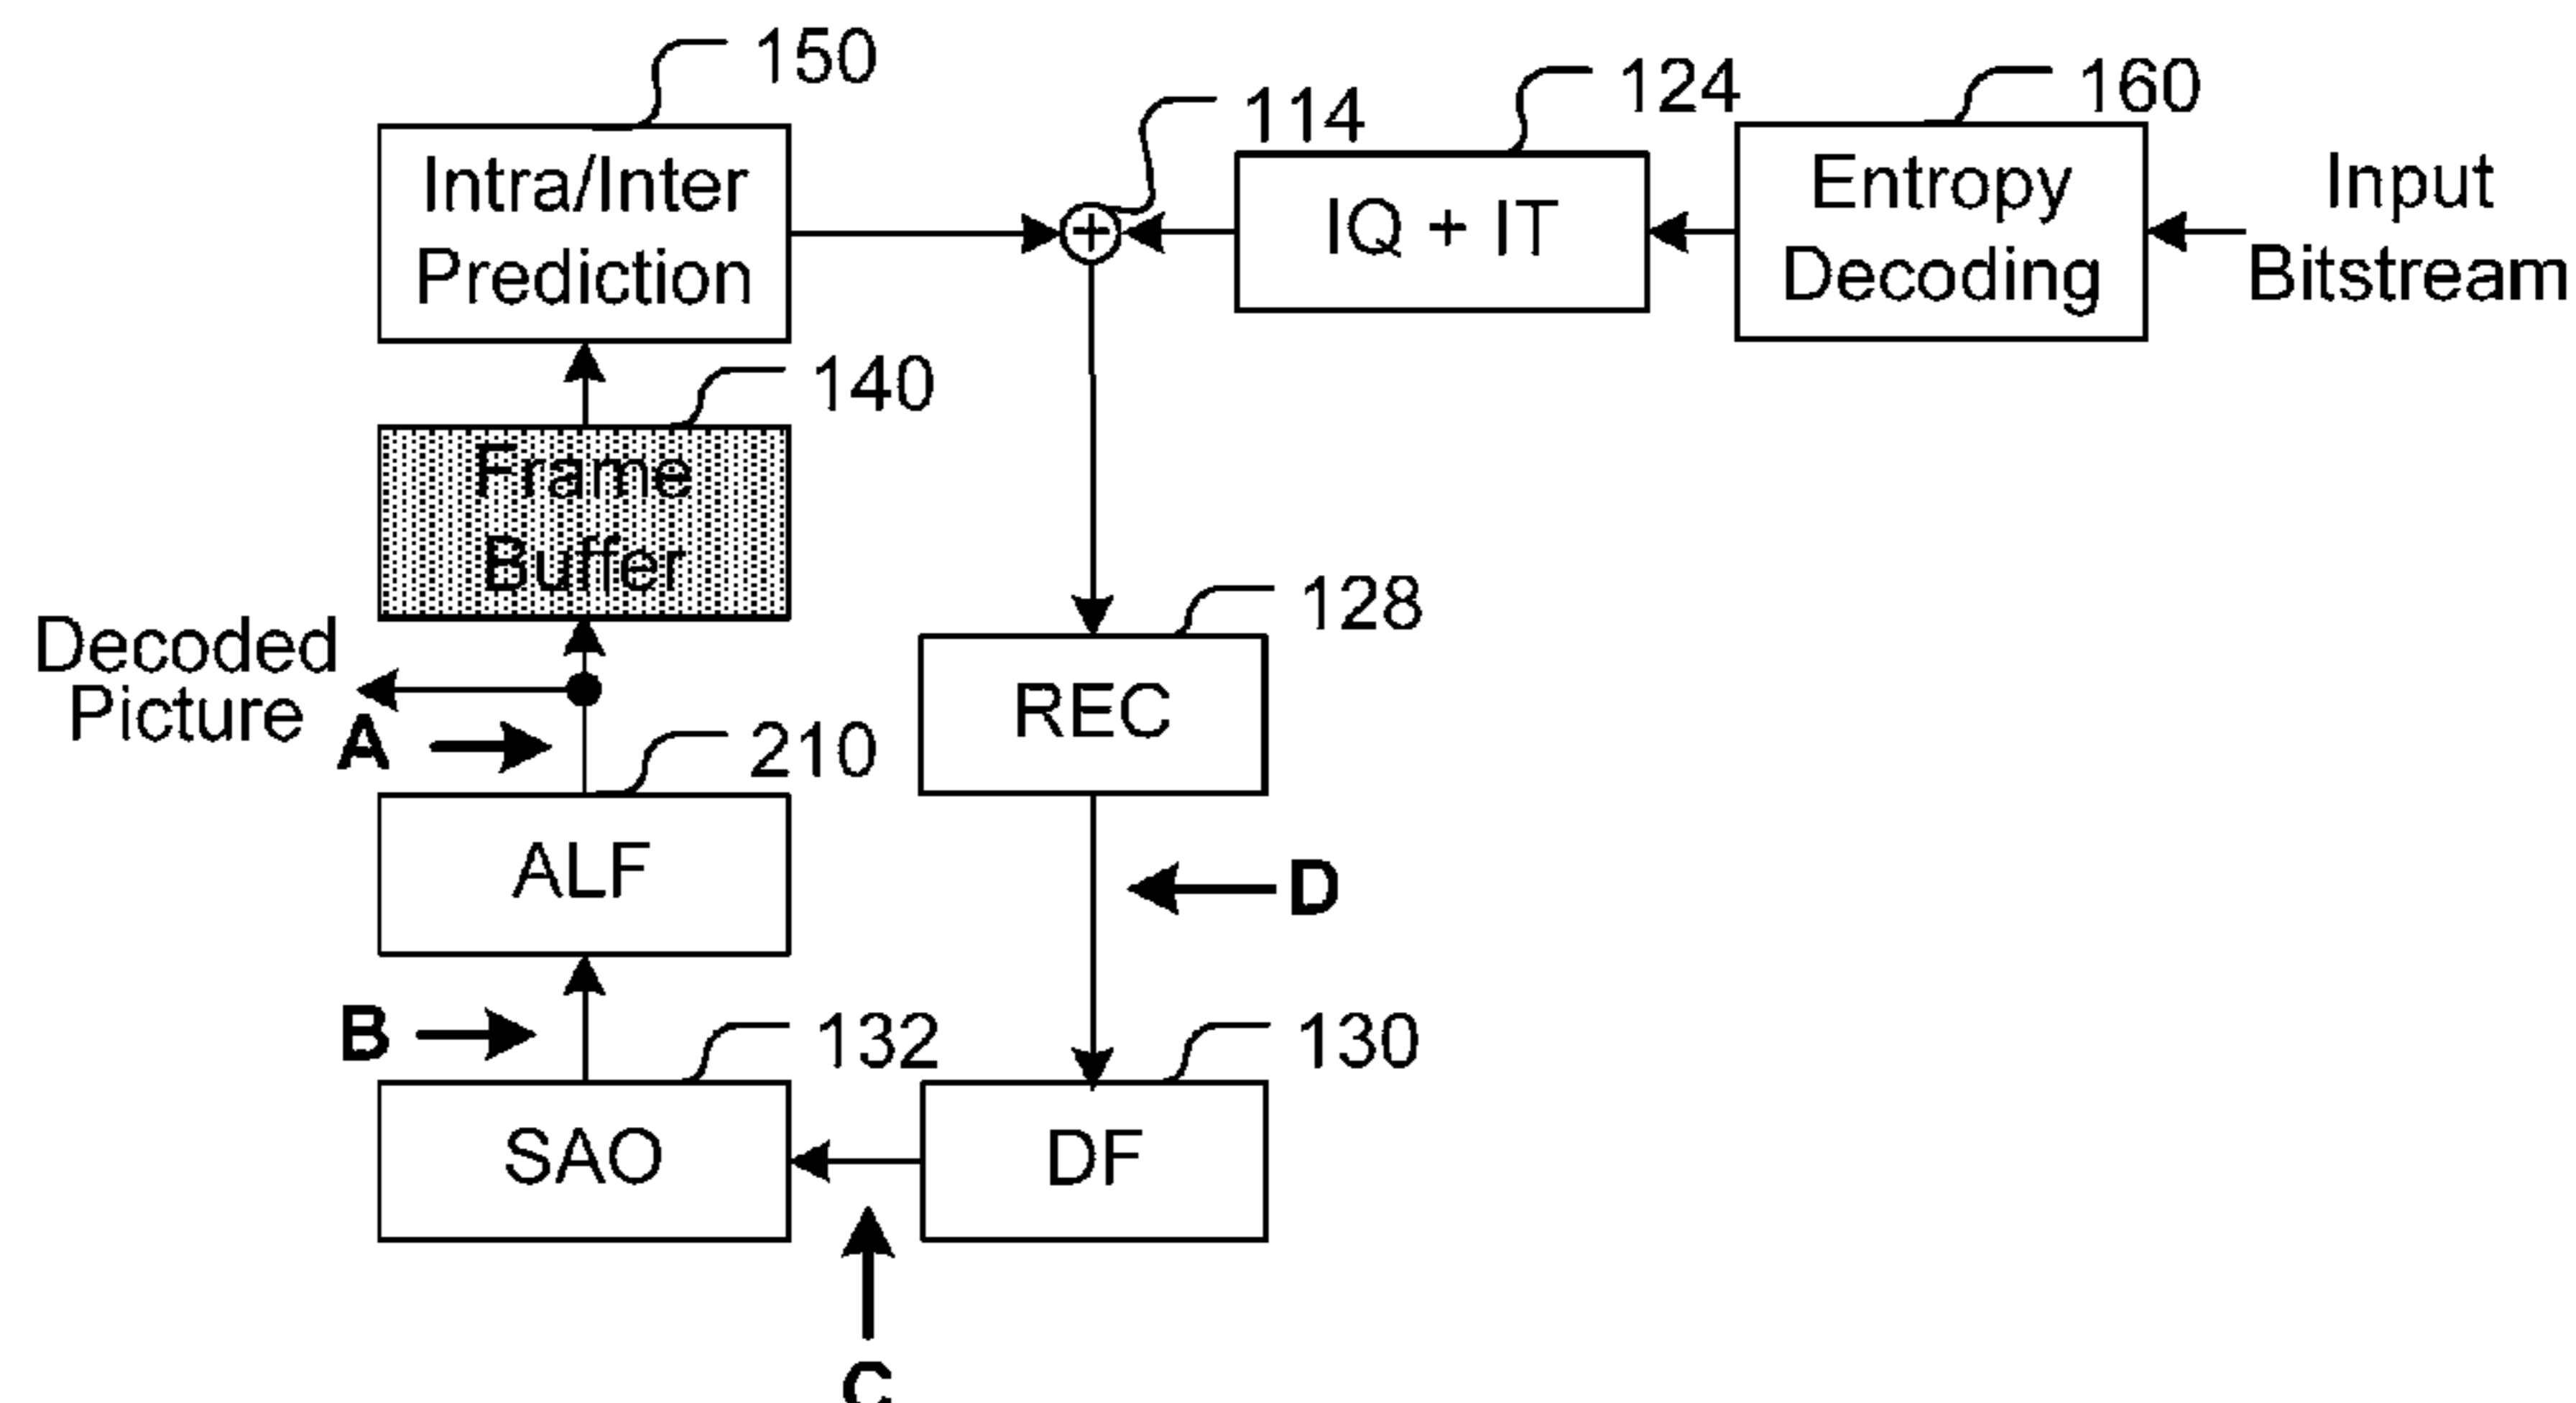 150
124
160
114
Intra/Inter
Prediction
+
IQ + IT
Entropy
Decoding
Input
Bitstream
140
Frame
Buffer
Decoded
Picture
A
128
REC
210
ALF
D
B
132
130
SAO
DF
C